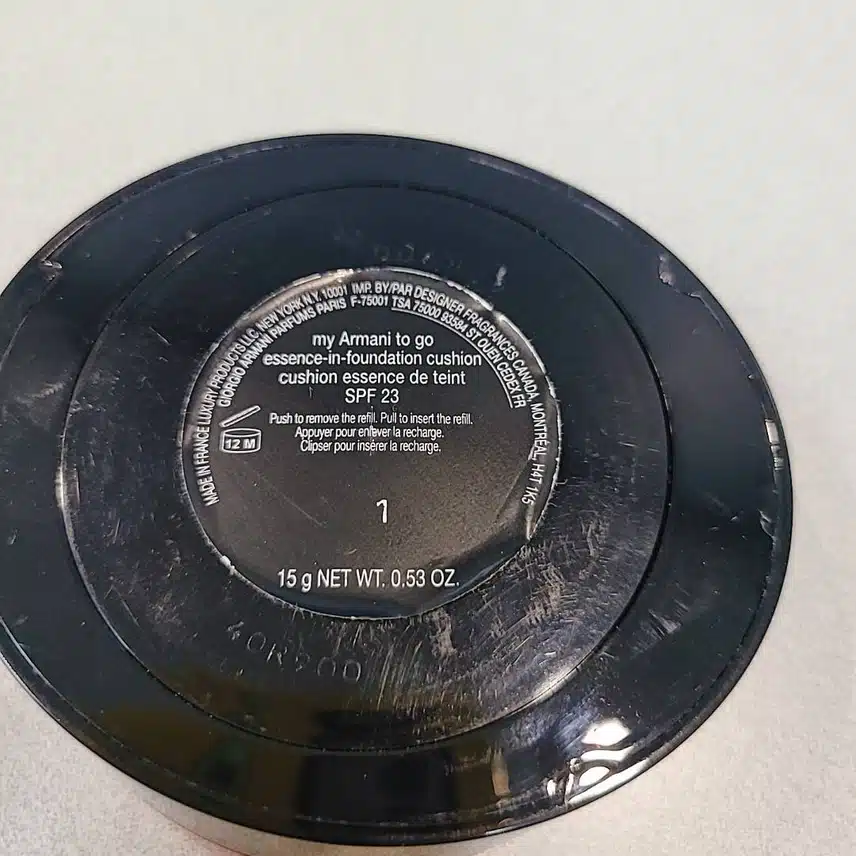 MADE IN FRANCE LUXURY PRODUCTS LLC, NEW YORK N.Y. 10001 IMP. BY/PAR DESIGNER FRAGRANCES CANADA, MONTRÉAL, H4T 1K5
GIORGIO ARMANI PARFUMS PARIS F-75001 TSA 75000 93584 ST OUEN CEDEX.FR
my Armani to go
essence-in-foundation cushion
cushion essence de teint
SPF 23
Push to remove the refill. Pull to insert the refill.
Appuyer pour enlever la recharge.
Clipser pour insérer la recharge.
12 M
1
15 g NET WT. 0.53 OZ.